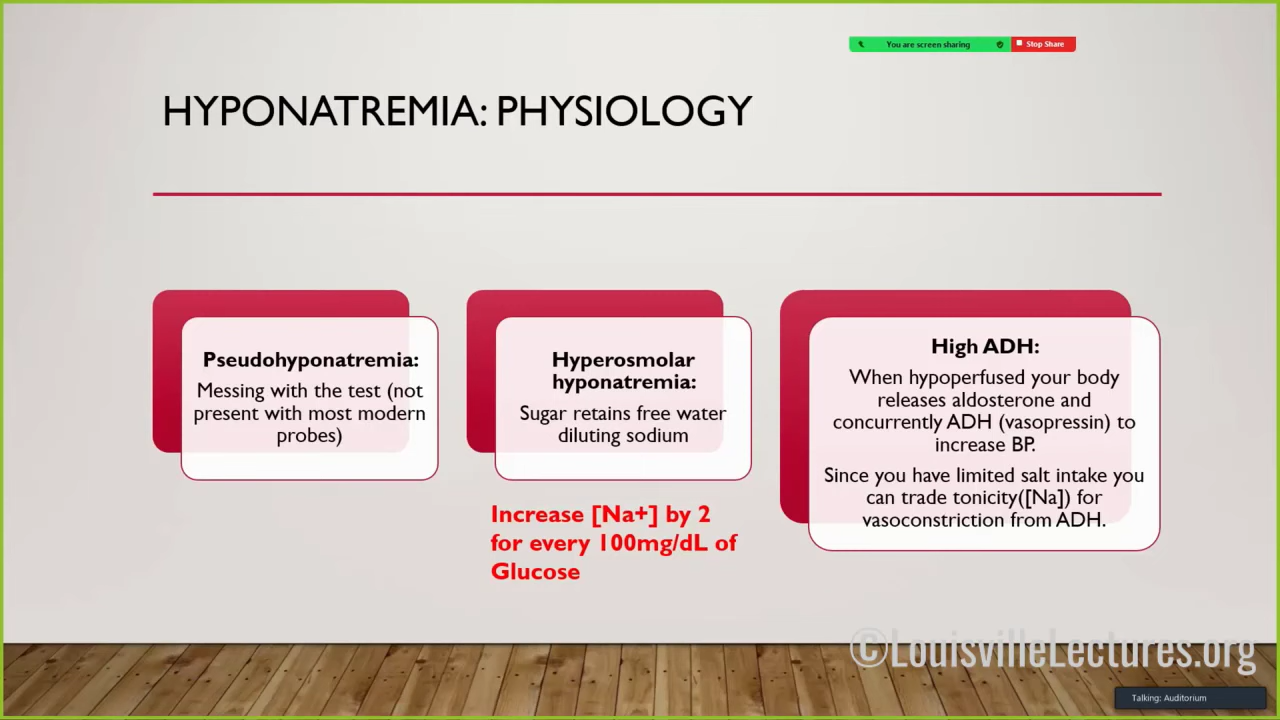 You are screen sharing
Stop Share
HYPONATREMIA: PHYSIOLOGY
Pseudohyponatremia:
Messing with the test (not
present with most modern
probes)
Hyperosmolar
hyponatremia:
Sugar retains free water
diluting sodium
Increase [Na+] by 2
for every 100mg/dL of
Glucose
High ADH:
When hypoperfused your body
releases aldosterone and
concurrently ADH (vasopressin) to
increase BP.
Since you have limited salt intake you
can trade tonicity([Na]) for
vasoconstriction from ADH.
©LouisvilleLectures.org
Talking: Auditorium